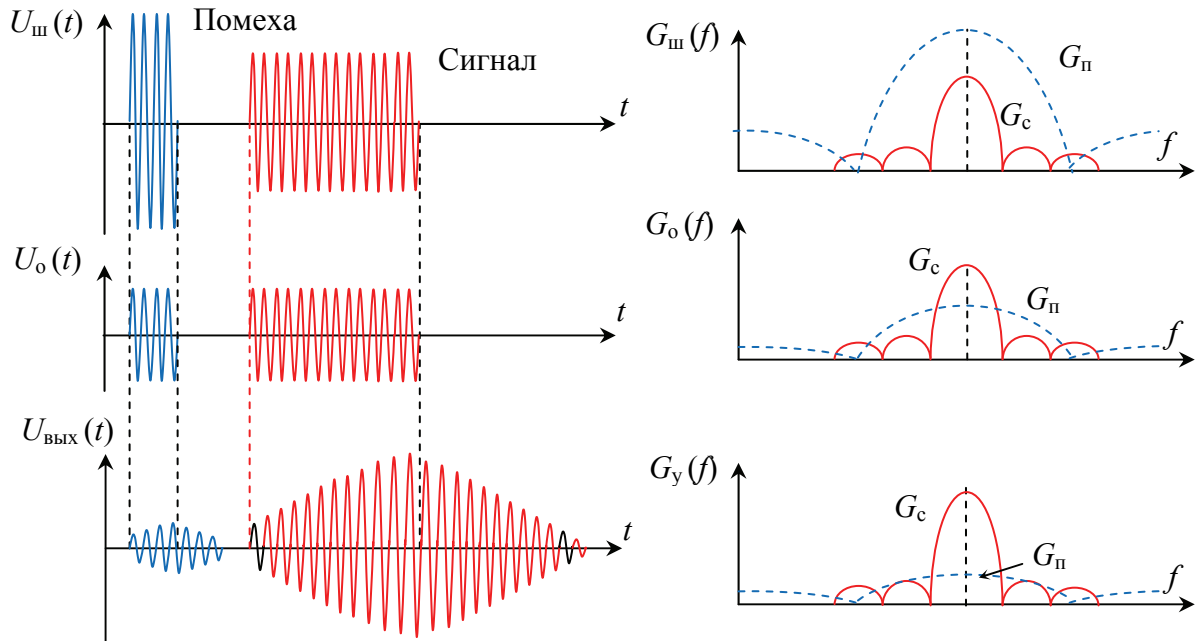 Uш(t)
Помеха
Сигнал
t
Uо(t)
t
Uвых(t)
t
Gш(f)
Gп
Gс
f
Gо(f)
Gс
Gп
f
Gу(f)
Gс
Gп
f